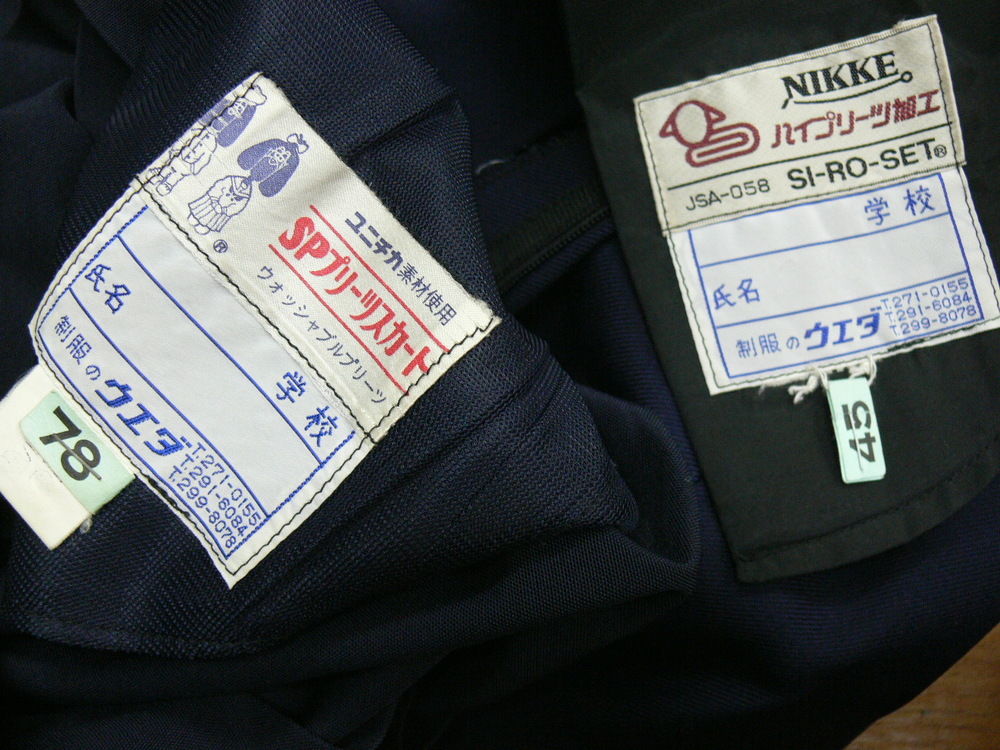 ®
ユニチカ素材使用
SPプリーツスカート
ウオッシャブルプリーツ
学校
氏名
制服のウエダ
T.271-0155
T.291-6084
T.299-8078
78
NIKKE
ハイプリーツ加工
JSA-058 SI-RO-SET®
学校
氏名
制服のウエダ
T.271-0155
T.291-6084
T.299-8078
45